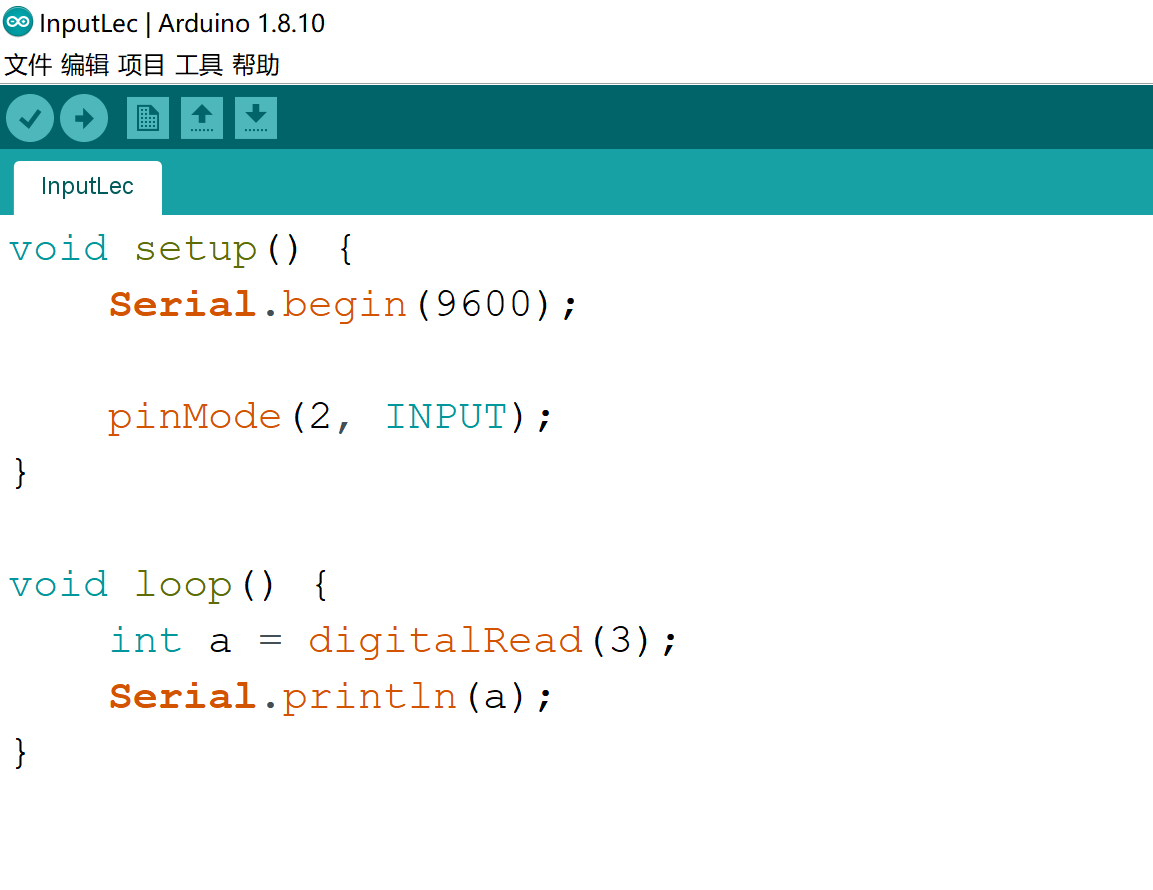 InputLec | Arduino 1.8.10
文件 编辑 项目 工具 帮助
InputLec
void setup() {
    Serial.begin(9600);
    pinMode(2, INPUT);
}
void loop() {
    int a = digitalRead(3);
    Serial.println(a);
}